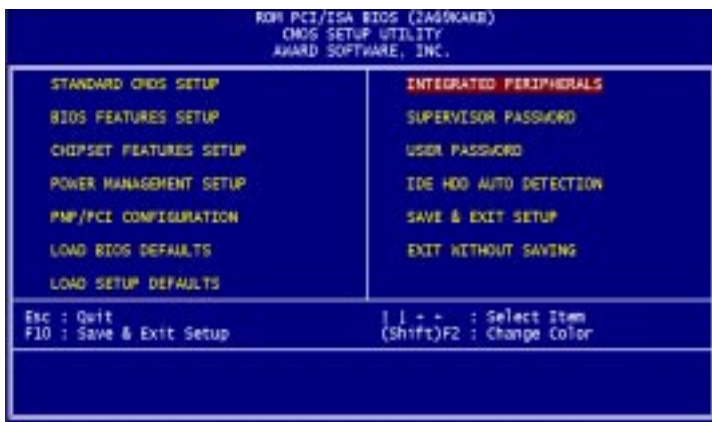 ROM PCI/ISA BIOS (2A69KAKB)
CMOS SETUP UTILITY
AWARD SOFTWARE, INC.
STANDARD CMOS SETUP
BIOS FEATURES SETUP
CHIPSET FEATURES SETUP
POWER MANAGEMENT SETUP
PNP/PCI CONFIGURATION
LOAD BIOS DEFAULTS
LOAD SETUP DEFAULTS
INTEGRATED PERIPHERALS
SUPERVISOR PASSWORD
USER PASSWORD
IDE HDD AUTO DETECTION
SAVE & EXIT SETUP
EXIT WITHOUT SAVING
Esc : Quit
F10 : Save & Exit Setup
: Select Item
(Shift)F2 : Change Color